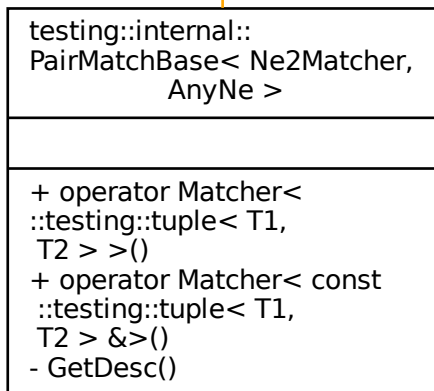 testing::internal::
PairMatchBase< Ne2Matcher,
AnyNe >
+ operator Matcher<
::testing::tuple< T1,
T2 > >()
+ operator Matcher< const
::testing::tuple< T1,
T2 > &>()
- GetDesc()